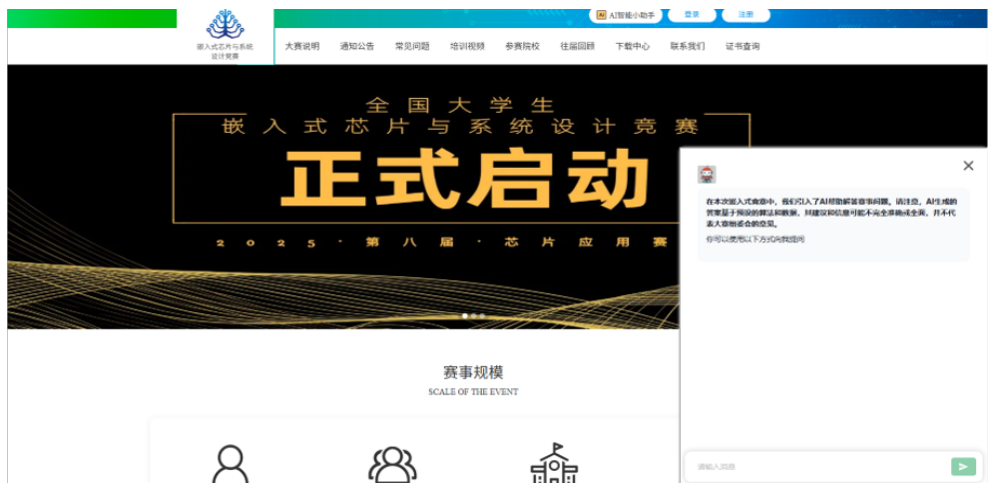 AI AI智能小助手
登录
注册
嵌入式芯片与系统
设计竞赛
大赛说明
通知公告
常见问题
培训视频
参赛院校
往届回顾
下载中心
联系我们
证书查询
全国大学生
嵌入式芯片与系统设计竞赛
正式启动
2025·第八届·芯片应用赛
在本次嵌入式竞赛中，我们引入了AI帮助解答赛事问题。请注意，AI生成的
答案基于预设的算法和数据，其建议和信息可能不完全准确或全面，并不代
表大赛组委会的意见。
你可以使用以下方式向我提问
赛事规模
SCALE OF THE EVENT
请输入消息